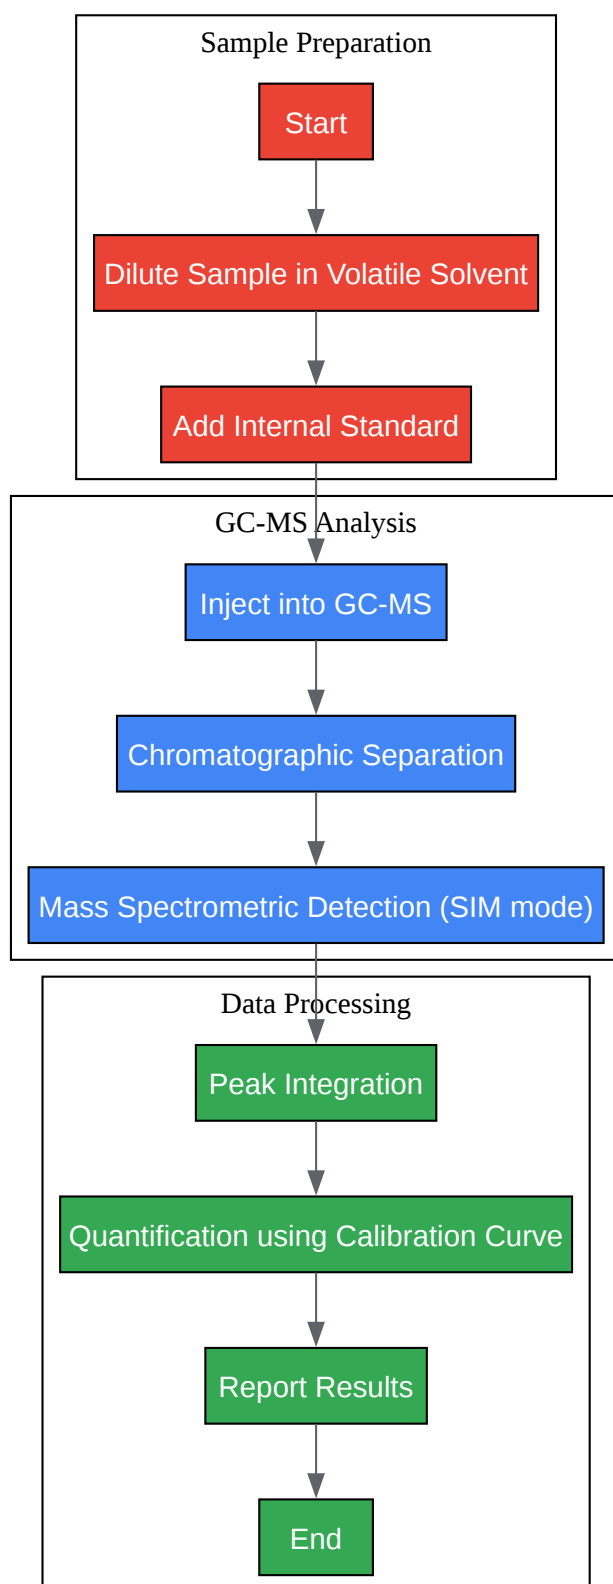 Sample Preparation
Start
Dilute Sample in Volatile Solvent
Add Internal Standard
GC-MS Analysis
Inject into GC-MS
Chromatographic Separation
Mass Spectrometric Detection (SIM mode)
Data Processing
Peak Integration
Quantification using Calibration Curve
Report Results
End